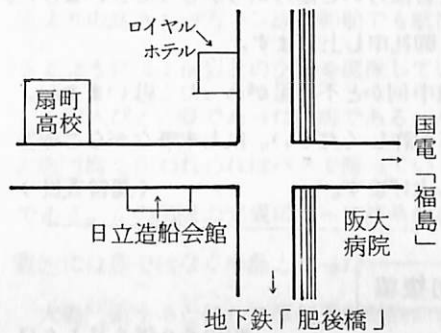 ロイヤル
ホテル
扇町
高校
国電「福島」
日立造船会館
阪大
病院
地下鉄「肥後橋」